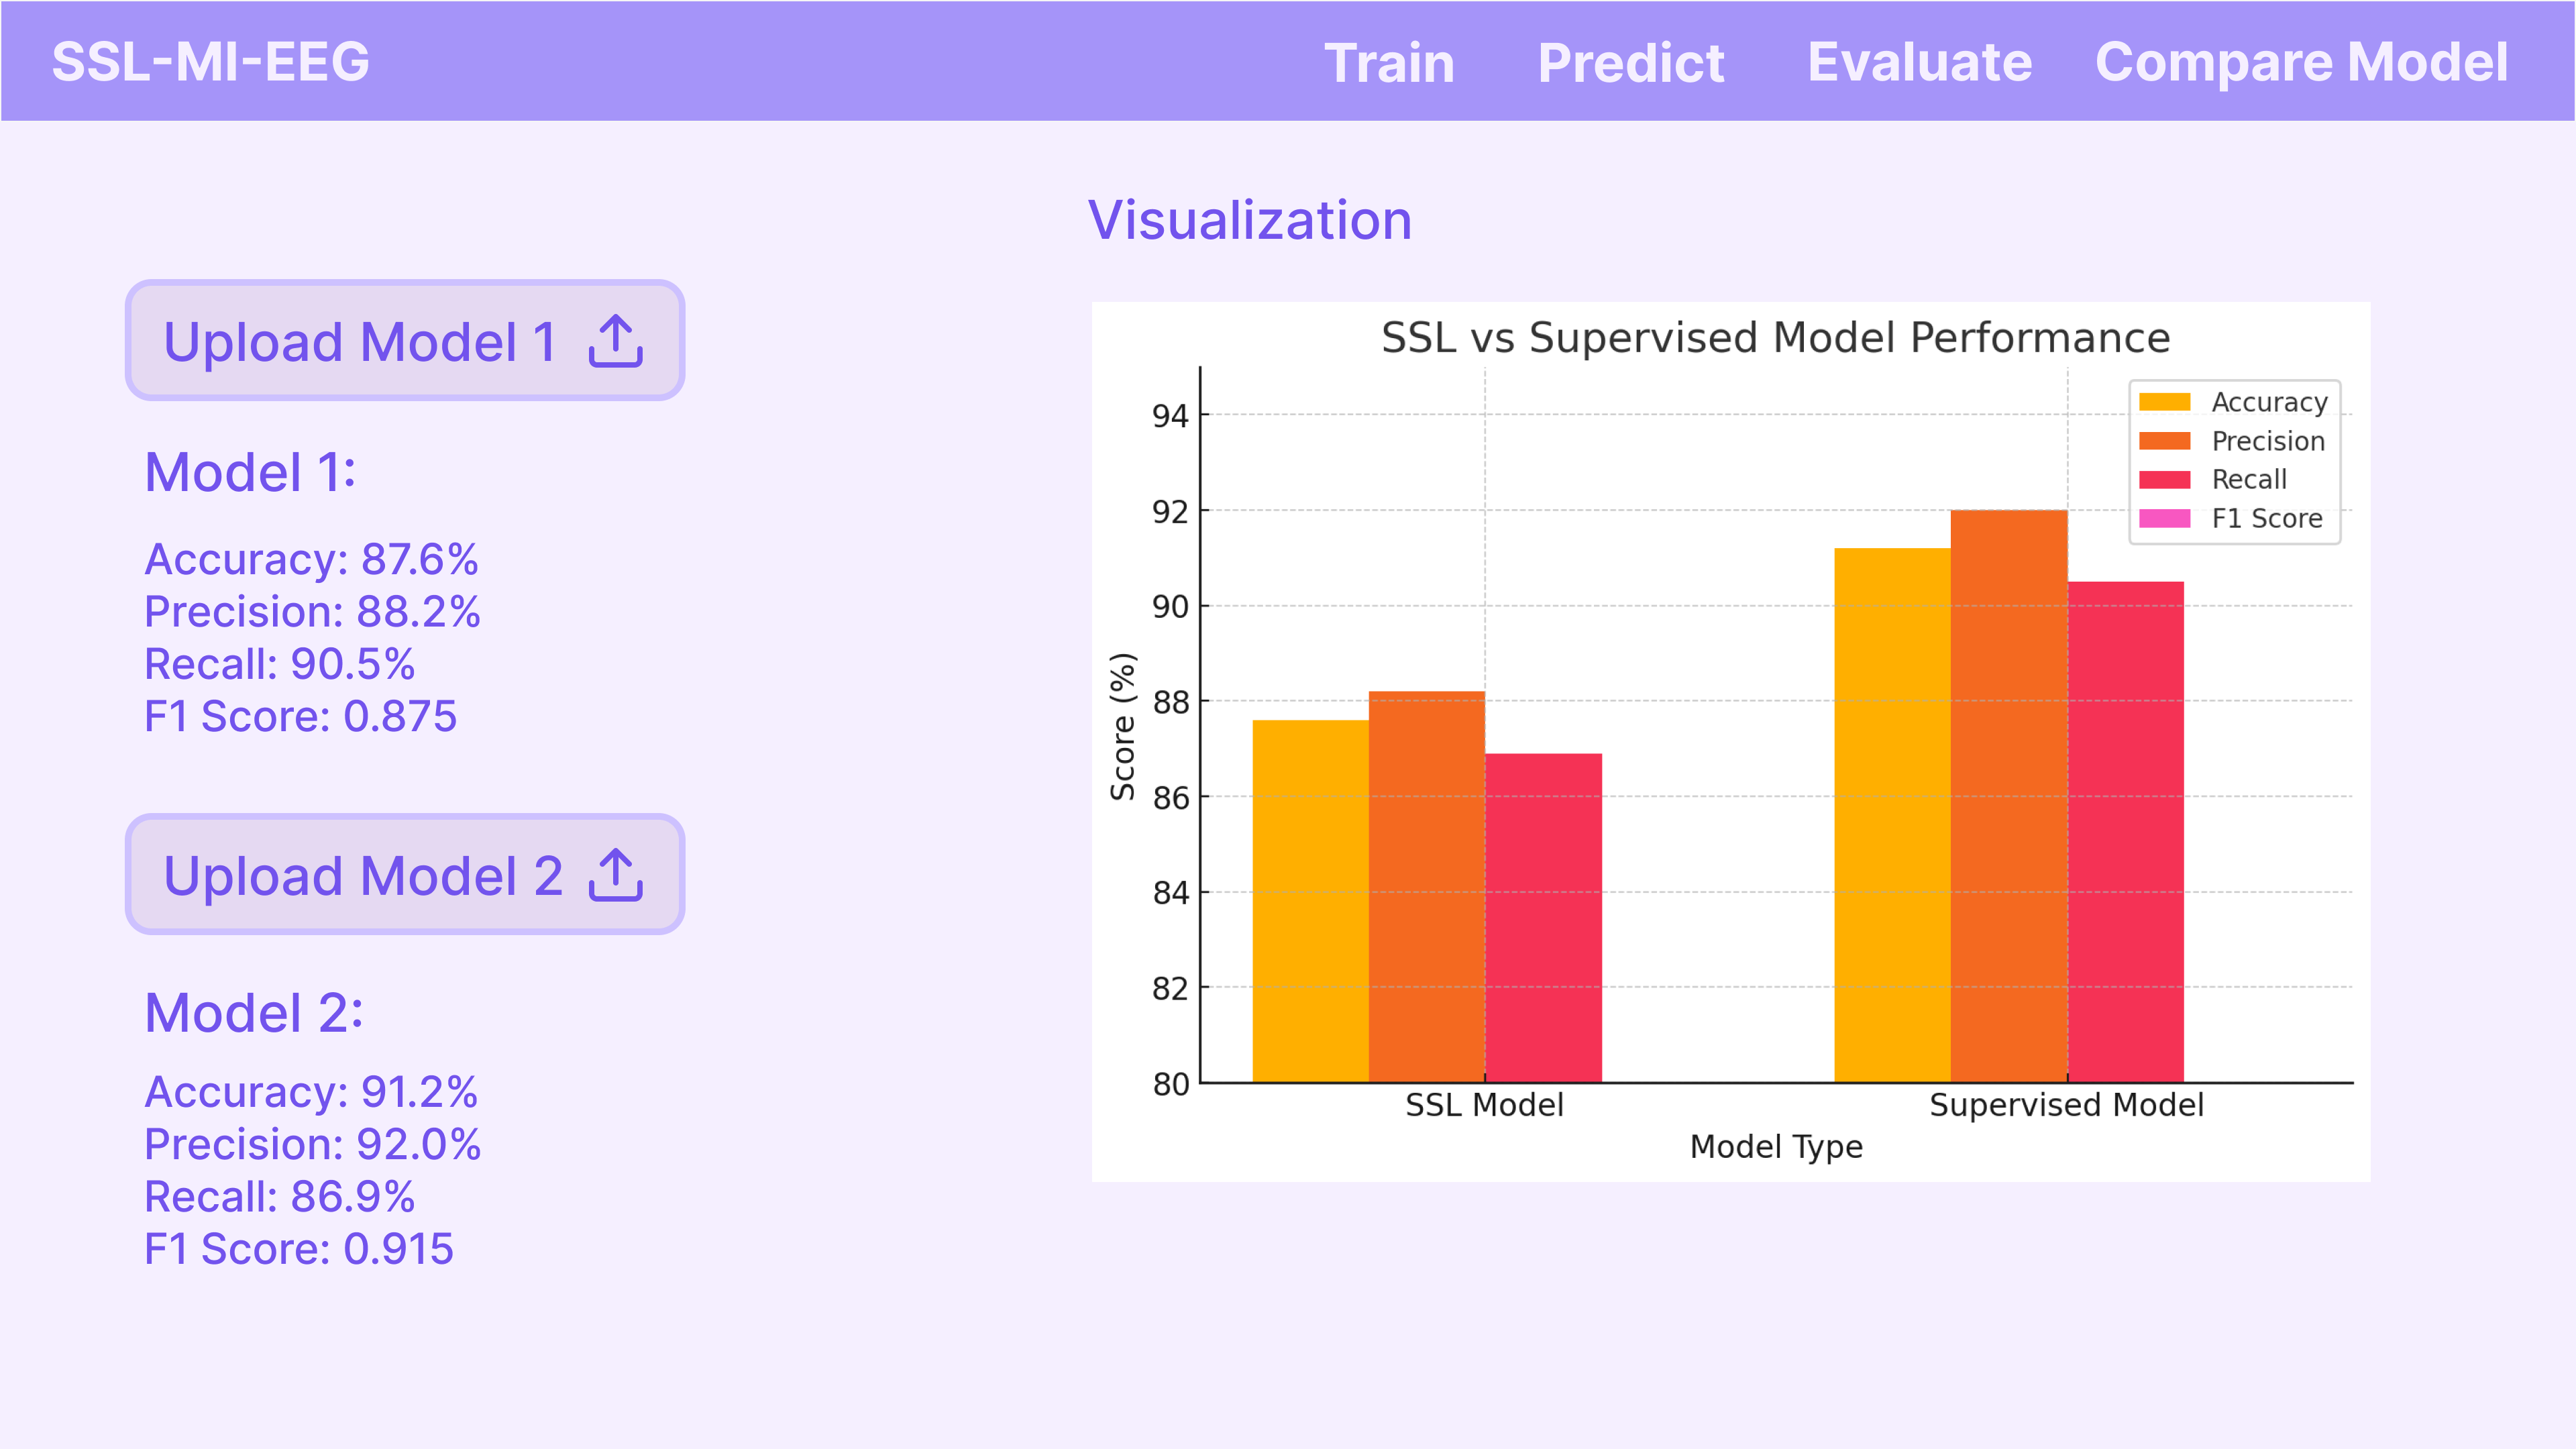 SSL-MI-EEG
Train
Predict
Evaluate
Compare Model
Upload Model 1
Model 1:
Accuracy: 87.6%
Precision: 88.2%
Recall: 90.5%
F1 Score: 0.875
Upload Model 2
Model 2:
Accuracy: 91.2%
Precision: 92.0%
Recall: 86.9%
F1 Score: 0.915
Visualization
SSL vs Supervised Model Performance
Accuracy
Precision
Recall
F1 Score
Score (%)
94
92
90
88
86
84
82
80
SSL Model
Supervised Model
Model Type